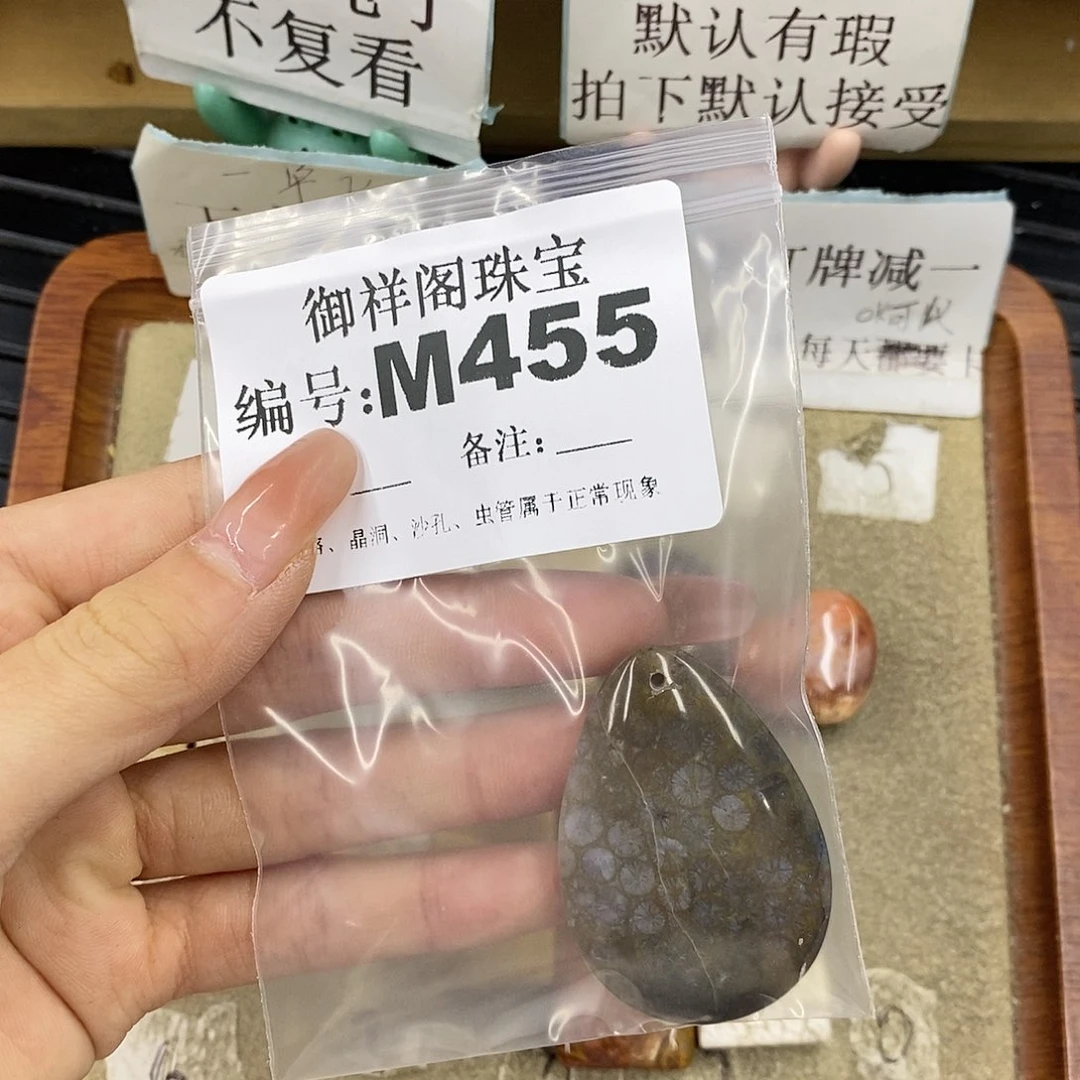 不复看
默认有瑕
拍下默认接受
御祥阁珠宝
编号:M455
备注:
、晶洞、沙孔、虫管属于正常现象
牌减一
每天都要